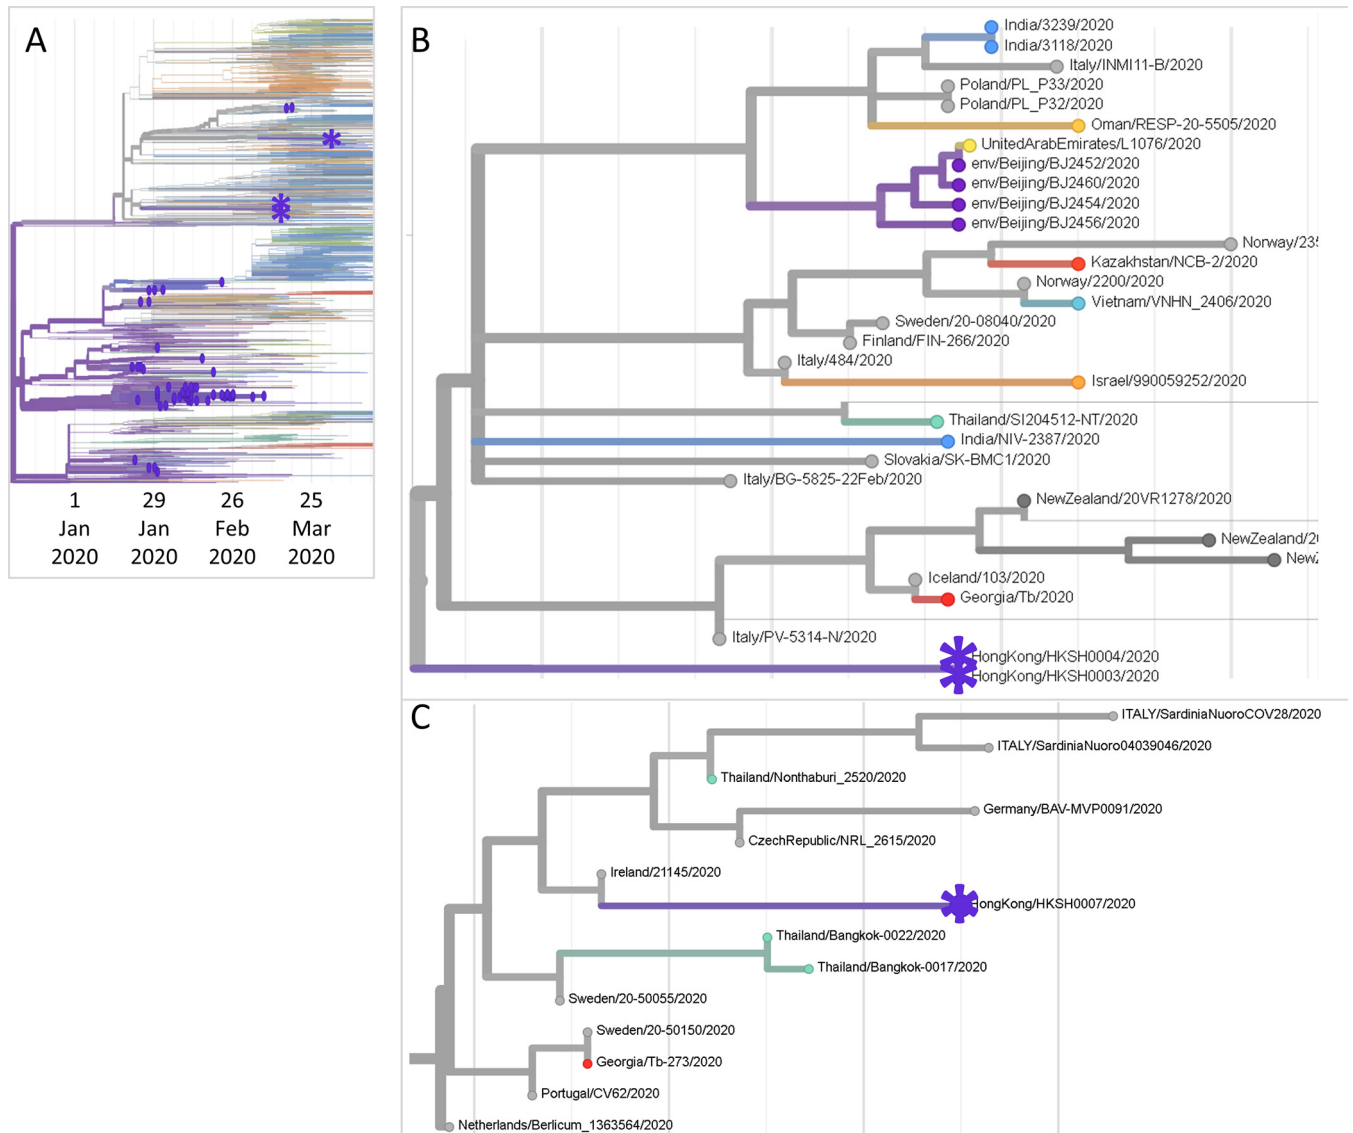 A
1
Jan
2020
29
Jan
2020
26
Feb
2020
25
Mar
2020
B
India/3239/2020
India/3118/2020
Italy/INMI11-B/2020
Poland/PL_P33/2020
Poland/PL_P32/2020
Oman/RESP-20-5505/2020
UnitedArabEmirates/L1076/2020
env/Beijing/BJ2452/2020
env/Beijing/BJ2460/2020
env/Beijing/BJ2454/2020
env/Beijing/BJ2456/2020
Norway/235
Kazakhstan/NCB-2/2020
Norway/2200/2020
Vietnam/VNHN_2406/2020
Sweden/20-08040/2020
Finland/FIN-266/2020
Italy/484/2020
Israel/990059252/2020
Thailand/SI204512-NT/2020
India/NIV-2387/2020
Slovakia/SK-BMC1/2020
Italy/BG-5825-22Feb/2020
NewZealand/20VR1278/2020
NewZealand/20
NewZ
Iceland/103/2020
Georgia/Tb/2020
Italy/PV-5314-N/2020
HongKong/HKSH0004/2020
HongKong/HKSH0003/2020
C
ITALY/SardiniaNuoroCOV28/2020
ITALY/SardiniaNuoro04039046/2020
Thailand/Nonthaburi_2520/2020
Germany/BAV-MVP0091/2020
CzechRepublic/NRL_2615/2020
Ireland/21145/2020
HongKong/HKSH0007/2020
Thailand/Bangkok-0022/2020
Thailand/Bangkok-0017/2020
Sweden/20-50055/2020
Sweden/20-50150/2020
Georgia/Tb-273/2020
Portugal/CV62/2020
Netherlands/Berlicum_1363564/2020